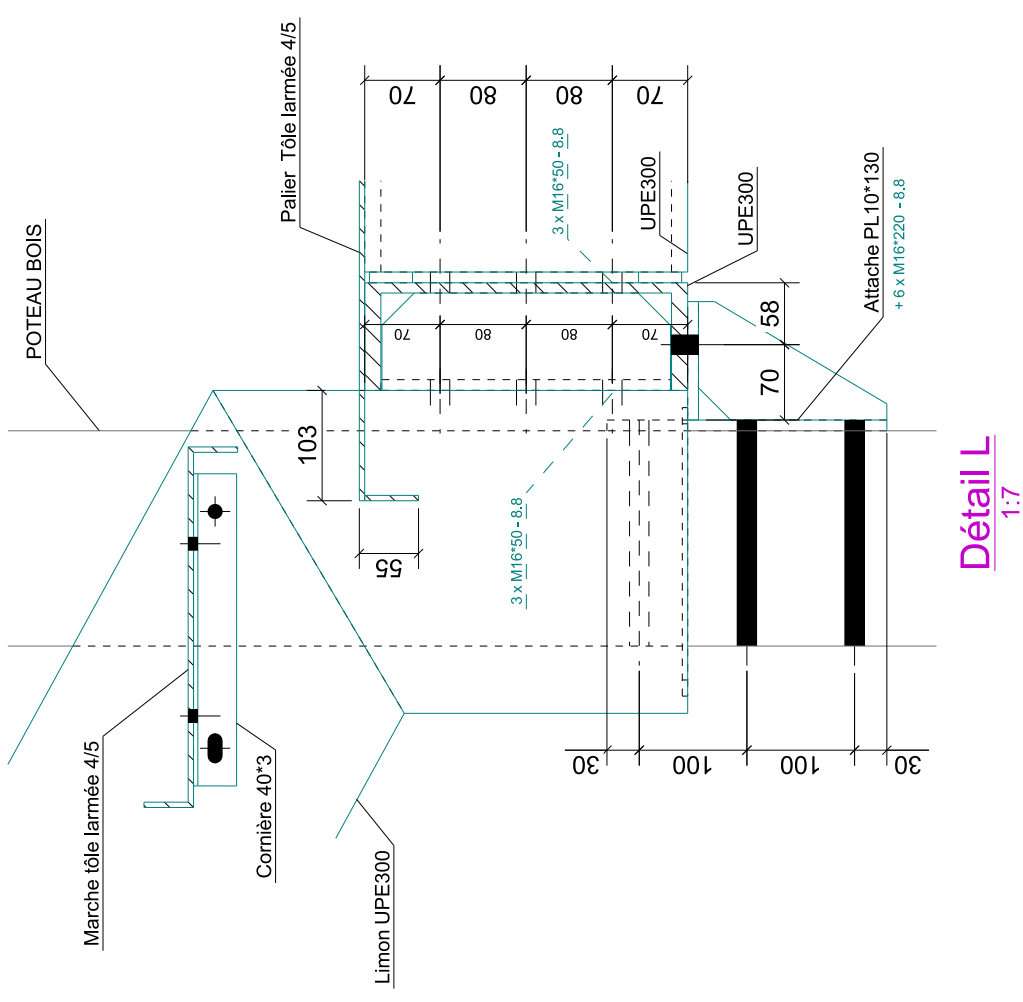 POTEAU BOIS
Palier Tôle larmée 4/5
70
80
80
70
3 x M16*50 - 8.8
UPE300
UPE300
Attache PL10*130
+ 6 x M16*220 - 8.8
70
80
80
70
58
70
103
55
3 x M16*50 - 8.8
Marche tôle larmée 4/5
Cornière 40*3
Limon UPE300
30
100
100
30
Détail L
1:7